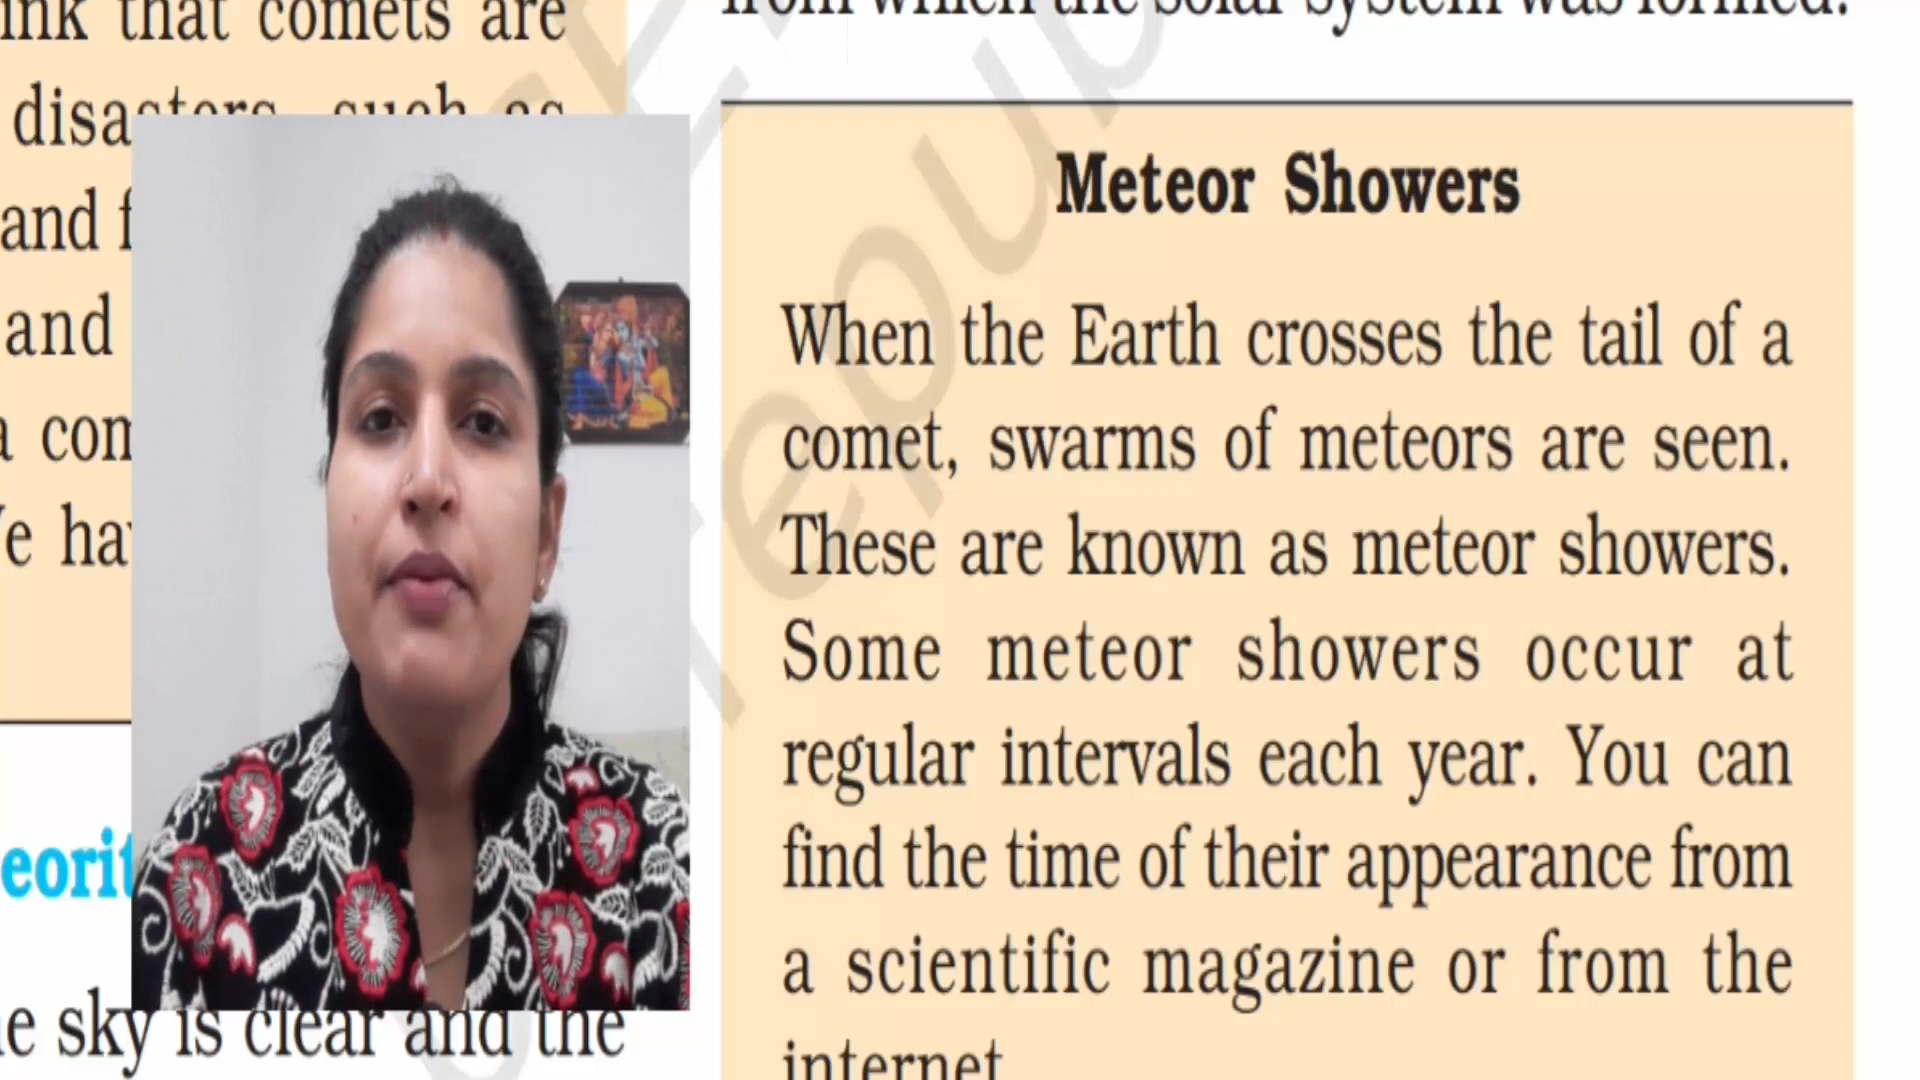 ink that comets are
disasters, such as
and
and
a
We
sky is clear and the
from which the solar system was formed.
Meteor Showers
When the Earth crosses the tail of a
comet, swarms of meteors are seen.
These are known as meteor showers.
Some meteor showers occur at
regular intervals each year. You can
find the time of their appearance from
a scientific magazine or from the
internet